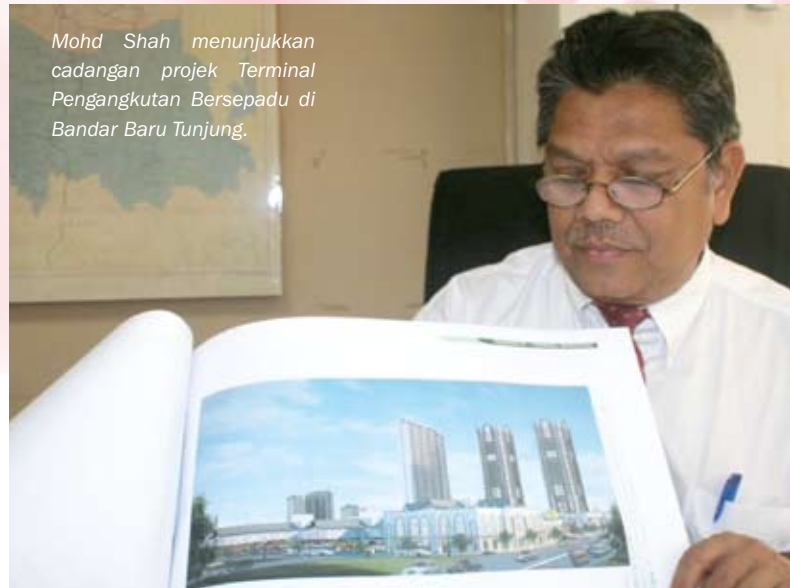 Mohd Shah menunjukkan
cadangan projek Terminal
Pengangkutan Bersepadu di
Bandar Baru Tunjung.